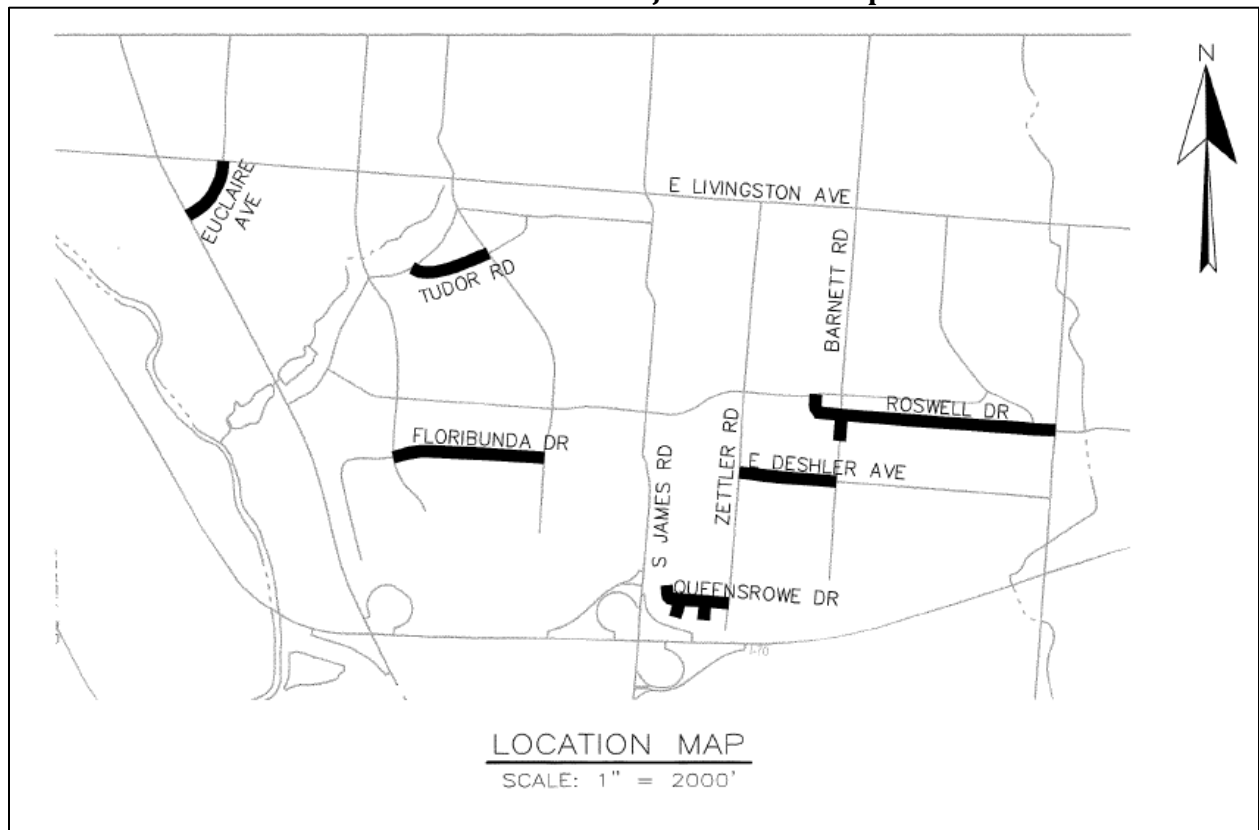 N
E LIVINGSTON AVE
EUCLAIRE
AVE
BARNETT RD
TUDOR RD
ROSWELL DR
FLORIBUNDA DR
ZETTLER RD
S JAMES RD
E DESHLER AVE
QUEENSROWE DR
I-70
LOCATION MAP
SCALE: 1" = 2000'